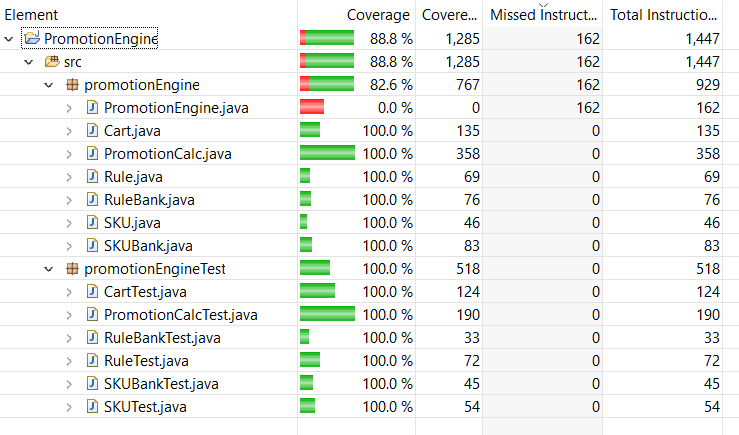 Element Coverage Covere... Missed Instruct... Total Instructio...
PromotionEngine 88.8 % 1,285 162 1,447
src 88.8 % 1,285 162 1,447
promotionEngine 82.6 % 767 162 929
PromotionEngine.java 0.0 % 0 162 162
Cart.java 100.0 % 135 0 135
PromotionCalc.java 100.0 % 358 0 358
Rule.java 100.0 % 69 0 69
RuleBank.java 100.0 % 76 0 76
SKU.java 100.0 % 46 0 46
SKUBank.java 100.0 % 83 0 83
promotionEngineTest 100.0 % 518 0 518
CartTest.java 100.0 % 124 0 124
PromotionCalcTest.java 100.0 % 190 0 190
RuleBankTest.java 100.0 % 33 0 33
RuleTest.java 100.0 % 72 0 72
SKUBankTest.java 100.0 % 45 0 45
SKUTest.java 100.0 % 54 0 54